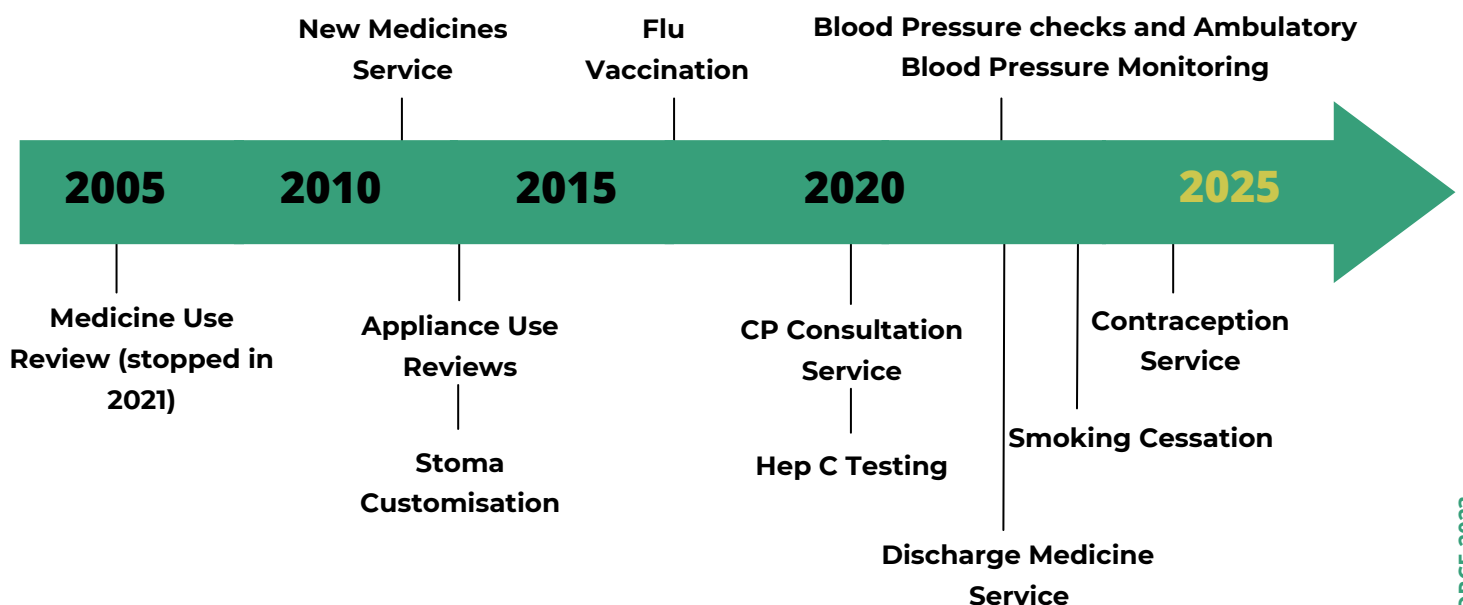 New Medicines
Service
Flu
Vaccination
Blood Pressure checks and Ambulatory
Blood Pressure Monitoring
2005
2010
2015
2020
2025
Medicine Use
Review (stopped in
2021)
Appliance Use
Reviews
Stoma
Customisation
CP Consultation
Service
Hep C Testing
Contraception
Service
Smoking Cessation
Discharge Medicine
Service